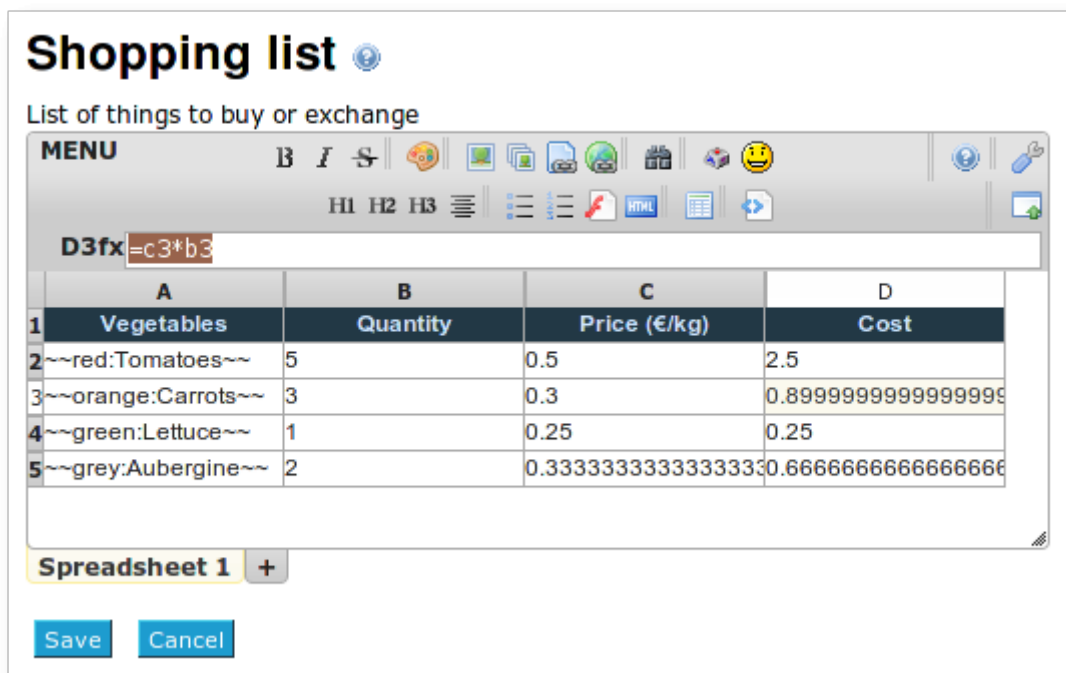 Shopping list
List of things to buy or exchange
MENU B I S
H1 H2 H3 HTML
D3fx =c3*b3
A B C D
1 Vegetables Quantity Price (€/kg) Cost
2 ~~red:Tomatoes~~ 5 0.5 2.5
3 ~~orange:Carrots~~ 3 0.3 0.8999999999999999
4 ~~green:Lettuce~~ 1 0.25 0.25
5 ~~grey:Aubergine~~ 2 0.3333333333333333 0.6666666666666666
Spreadsheet 1 +
Save Cancel